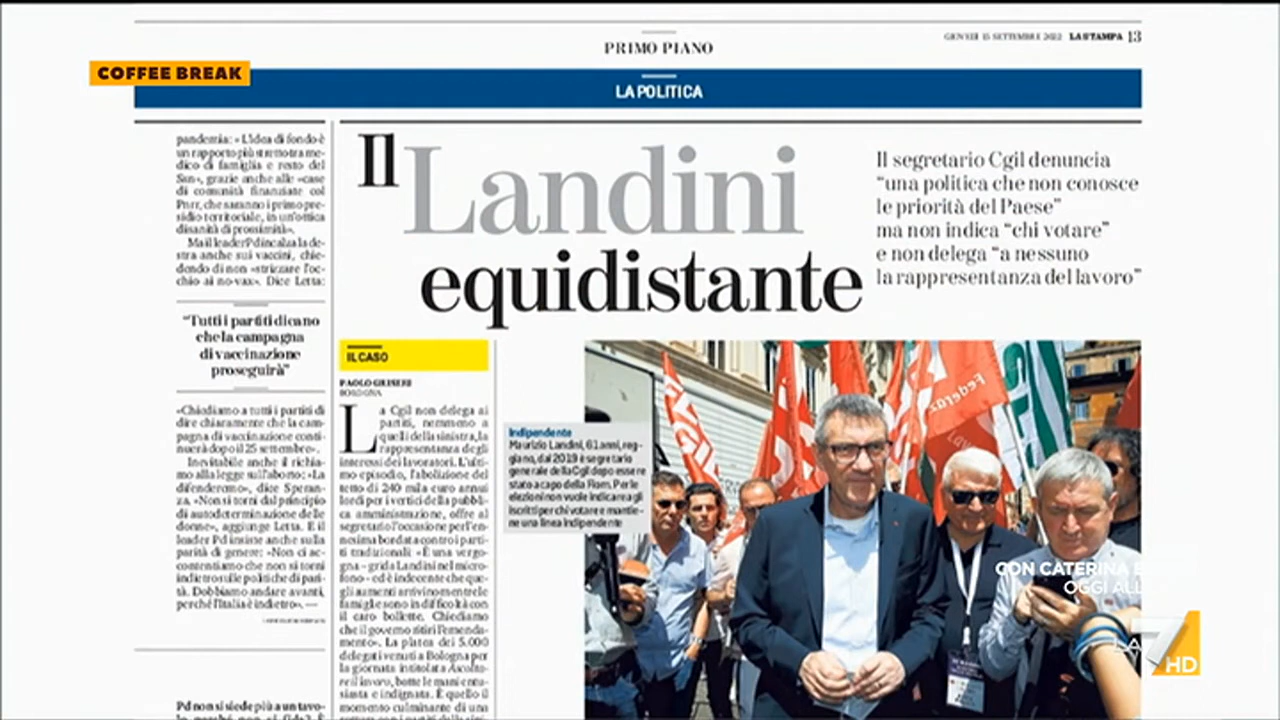 PRIMO PIANO
GIOVEDÌ 15 SETTEMBRE 2022 LA STAMPA 13
COFFEE BREAK
LA POLITICA
pandemia: «L'idea di fondo è
un rapporto più stretto tra me-
dico di famiglia e resto del
Ssn», grazie anche alle «case
di comunità finanziate col
Pnrr, che saranno i primo pre-
sidio territoriale, in un'ottica
di sanità di prossimità».
Ma il leader Pd incalza la de-
stra anche sui vaccini, chie-
dendo di non «strizzare l'oc-
chio ai no-vax». Dice Letta:
"Tutti i partiti dicano
che la campagna
di vaccinazione
proseguirà"
«Chiediamo a tutti i partiti di
dire chiaramente che la cam-
pagna di vaccinazione conti-
nuerà dopo il 25 settembre».
Inevitabile anche il richia-
mo alla legge sull'aborto: «La
difenderemo», dice Speran-
za. «Non si torni dal principio
di autodeterminazione delle
donne», aggiunge Letta. E il
leader Pd insiste anche sulla
parità di genere: «Non ci ac-
contentiamo che non si torni
indietro sulle politiche di pari-
tà. Dobbiamo andare avanti,
perché l'Italia è indietro». —
Pd non si siede più a un tavo-
Il Landini
equidistante
Il segretario Cgil denuncia
"una politica che non conosce
le priorità del Paese"
ma non indica "chi votare"
e non delega "a nessuno
la rappresentanza del lavoro"
IL CASO
PAOLO GRISERI
BOLOGNA
La Cgil non delega ai
partiti, nemmeno a
quelli della sinistra, la
rappresentanza degli
interessi dei lavoratori. L'ulti-
mo episodio, l'abolizione del
tetto di 240 mila euro annui
lordi per i vertici della pubbli-
ca amministrazione, offre al
segretario l'occasione per l'en-
nesima bordata contro i parti-
ti tradizionali: «È una vergo-
gna – grida Landini nel micro-
fono – ed è indecente che que-
gli aumenti arrivino mentre le
famiglie sono in difficoltà con
il caro bollette. Chiediamo
che il governo ritiri l'emenda-
mento». La platea dei 5.000
delegati venuti a Bologna per
la giornata intitolata Ascolta-
re il lavoro, batte le mani entu-
siasta e indignata. È quello il
momento culminante di una
Indipendente
Maurizio Landini, 61 anni, reg-
giano, dal 2019 è segretario
generale della Cgil dopo essere
stato a capo della Fiom. Per le
elezioni non vuole indicare agli
iscritti per chi votare e mantie-
ne una linea indipendente
CON CATERINA
OGGI ALL
LA 7 HD